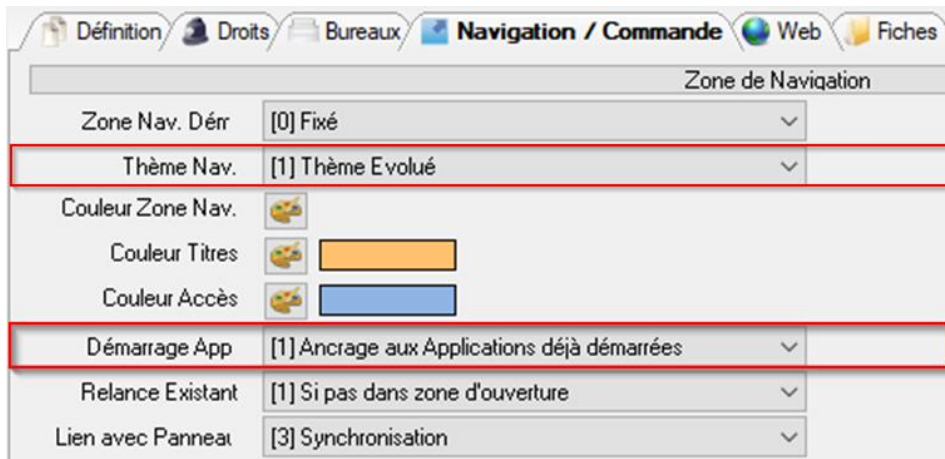 Définition Droits Bureaux Navigation / Commande Web Fiches
Zone de Navigation
Zone Nav. Dérr [0] Fixé
Thème Nav. [1] Thème Evolué
Couleur Zone Nav.
Couleur Titres
Couleur Accès
Démarrage App [1] Ancrage aux Applications déjà démarrées
Relance Existant [1] Si pas dans zone d'ouverture
Lien avec Panneau [3] Synchronisation